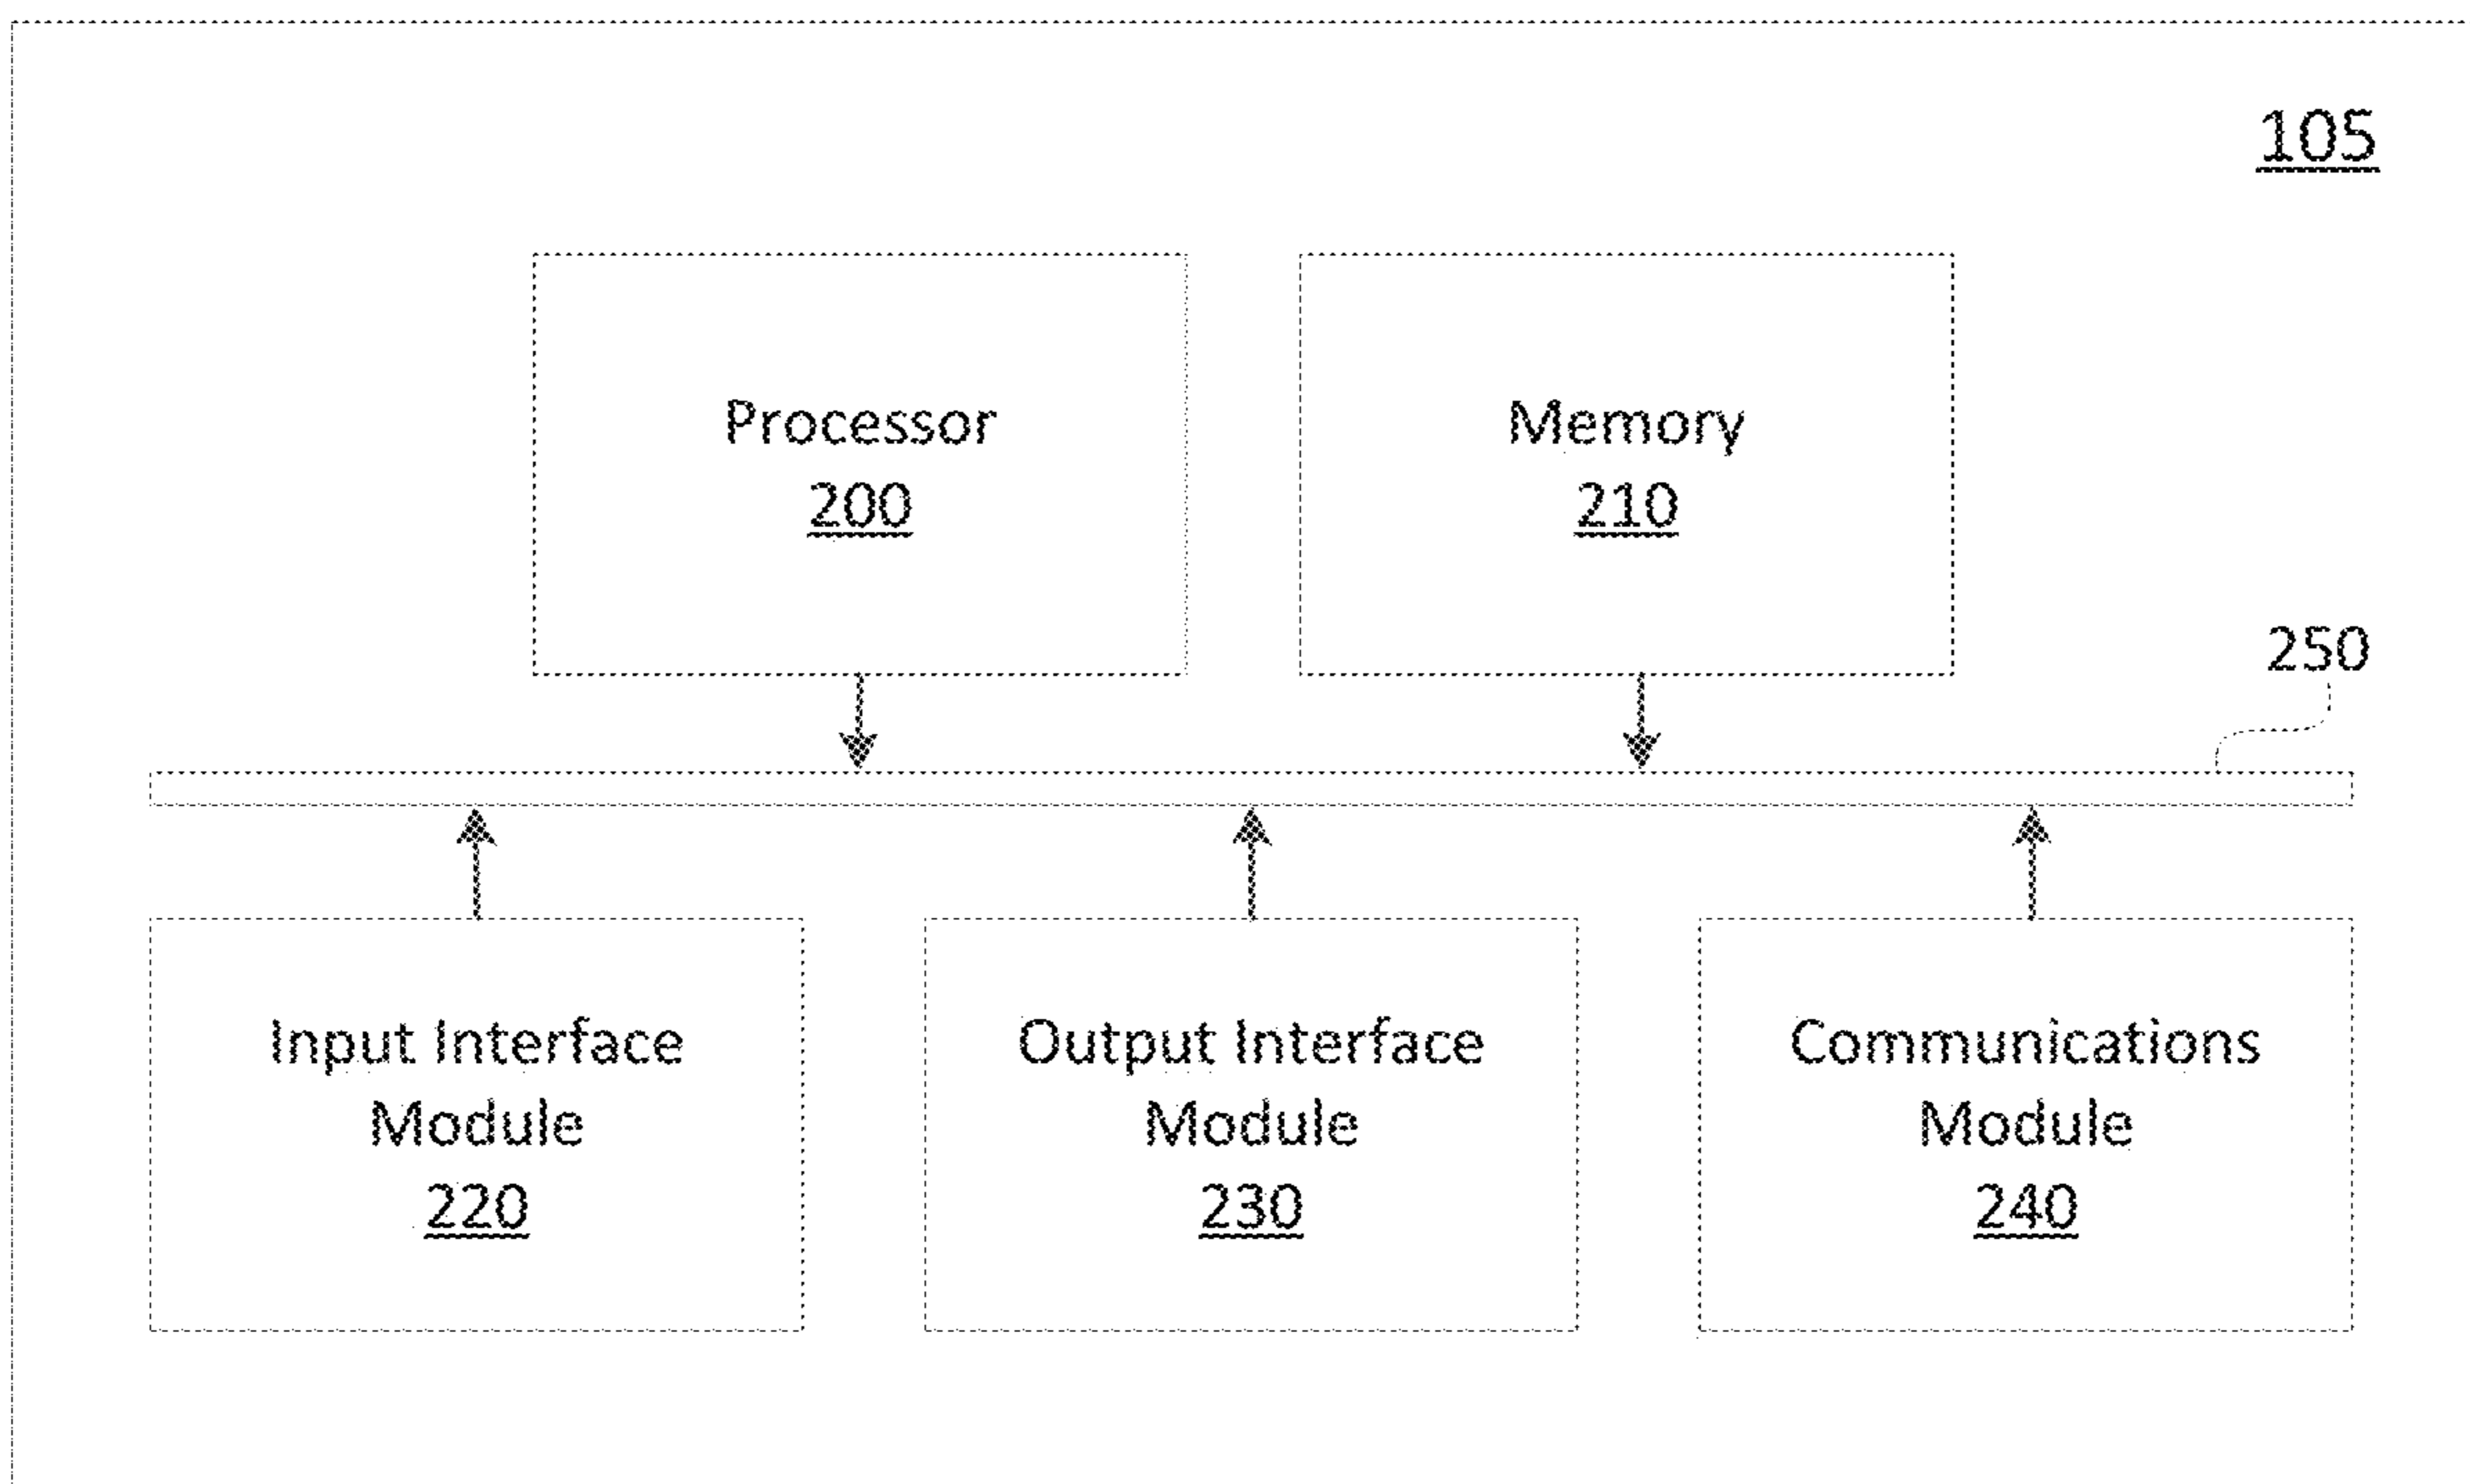 105
Processor
200
Memory
210
250
Input Interface
Module
220
Output Interface
Module
230
Communications
Module
240